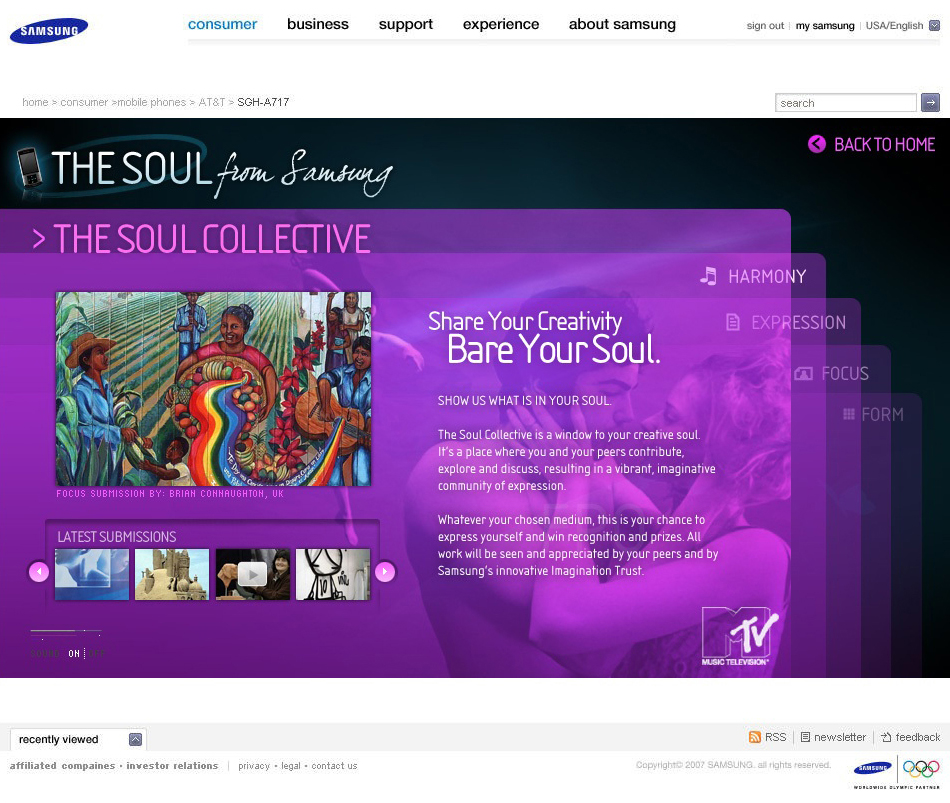 SAMSUNG
consumer business support experience about samsung
sign out my samsung USA/English
home > consumer >mobile phones > AT&T > SGH-A717
search
BACK TO HOME
THE SOUL from Samsung
> THE SOUL COLLECTIVE
HARMONY
EXPRESSION
FOCUS
FORM
Share Your Creativity
Bare Your Soul.
SHOW US WHAT IS IN YOUR SOUL.
The Soul Collective is a window to your creative soul.
It's a place where you and your peers contribute,
explore and discuss, resulting in a vibrant, imaginative
community of expression.
Whatever your chosen medium, this is your chance to
express yourself and win recognition and prizes. All
work will be seen and appreciated by your peers and by
Samsung's innovative Imagination Trust.
FOCUS SUBMISSION BY: BRIAN CONNAUGHTON, UK
LATEST SUBMISSIONS
SOUND ON OFF
MTV
MUSIC TELEVISION
recently viewed
RSS newsletter feedback
affiliated compaines • investor relations privacy • legal • contact us
Copyright© 2007 SAMSUNG. all rights reserved.
SAMSUNG
WORLDWIDE OLYMPIC PARTNER